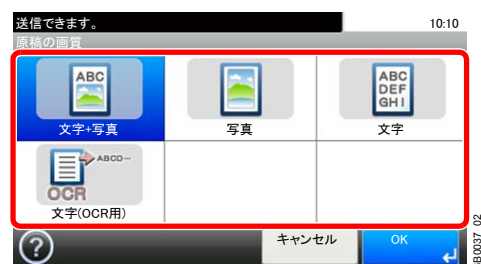 送信できます。 10:10
原稿の画質
ABC
ABC
DEF
GHI
文字+写真 写真 文字
ABCD…
OCR
文字(OCR用)
? キャンセル OK
B0037_02